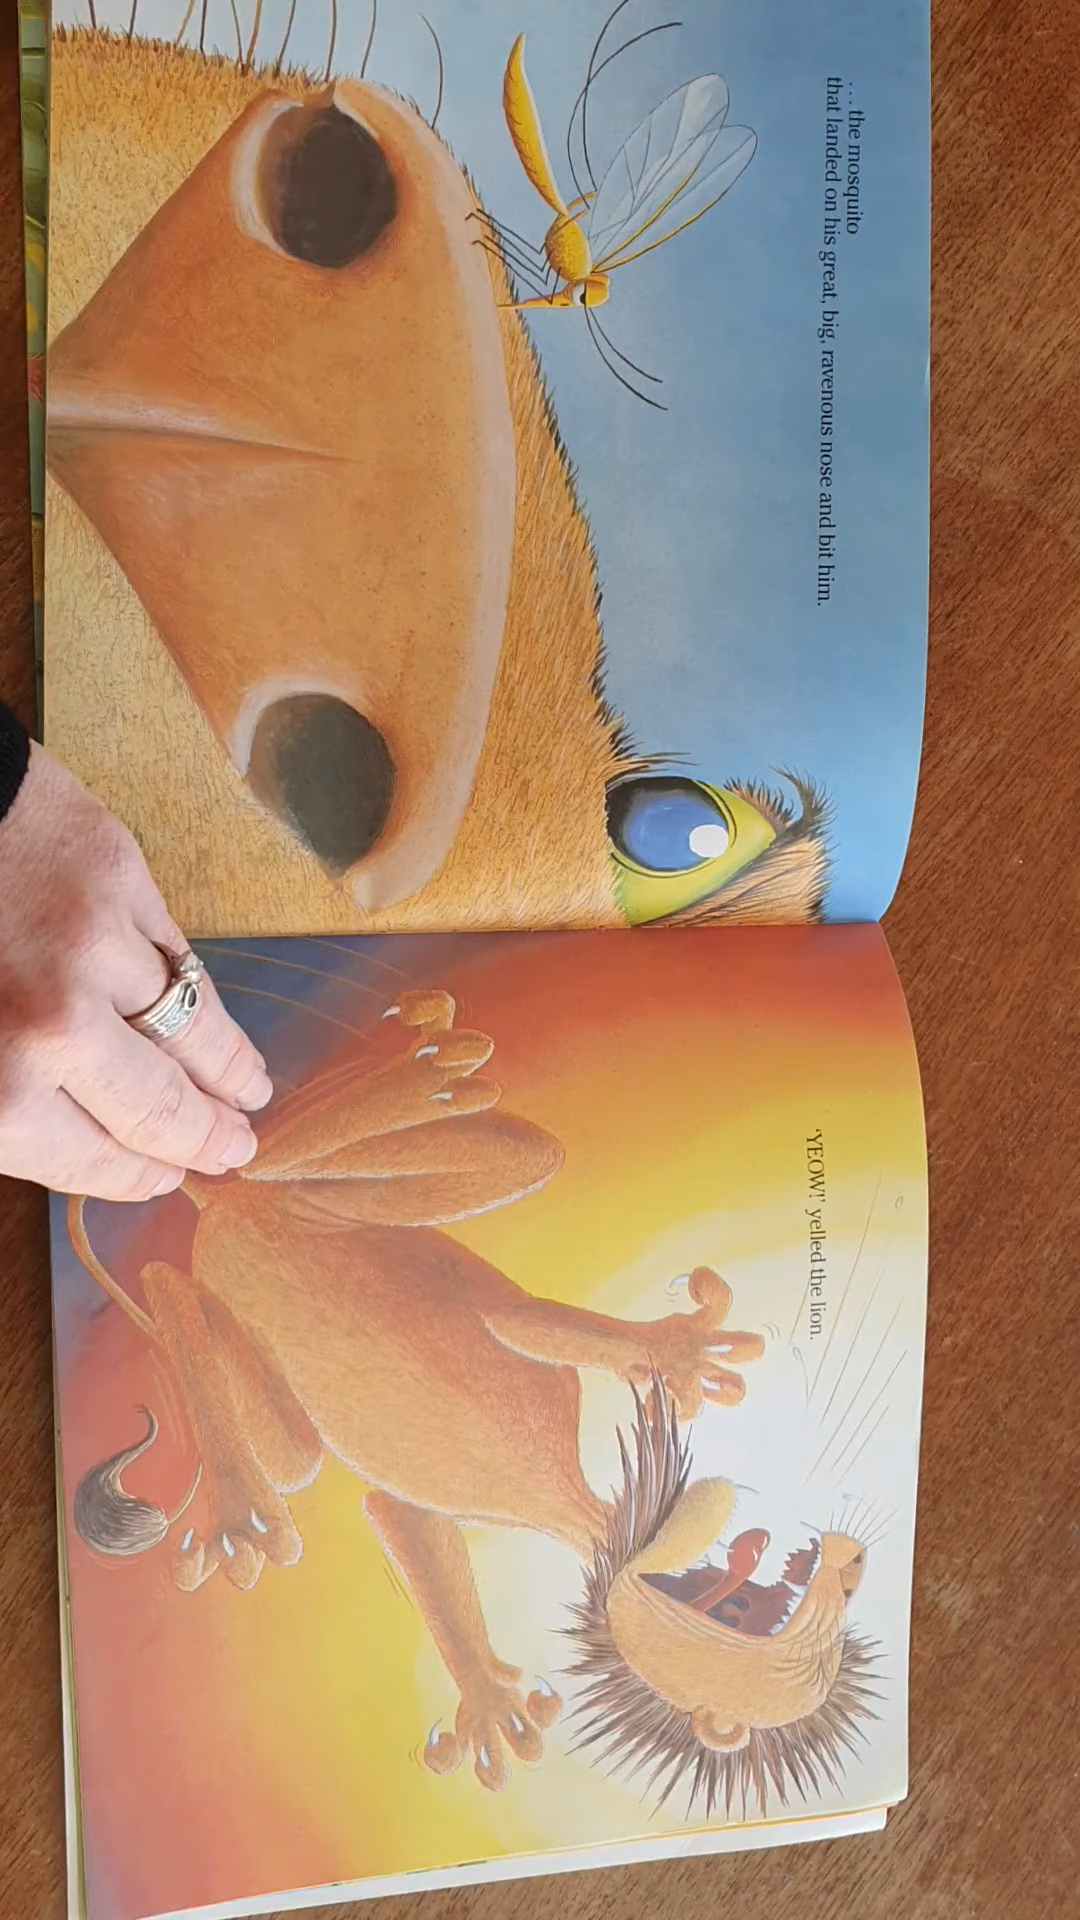 ...the mosquito
that landed on his great, big, ravenous nose and bit him.
‘YEOW!’ yelled the lion.